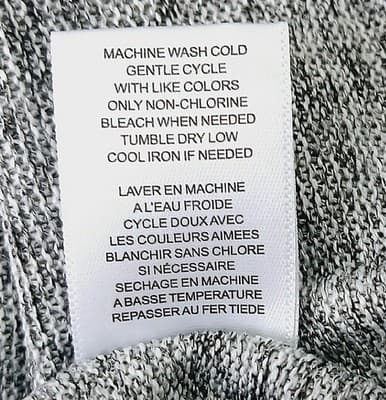 MACHINE WASH COLD
GENTLE CYCLE
WITH LIKE COLORS
ONLY NON-CHLORINE
BLEACH WHEN NEEDED
TUMBLE DRY LOW
COOL IRON IF NEEDED
LAVER EN MACHINE
A L'EAU FROIDE
CYCLE DOUX AVEC
LES COULEURS AIMEES
BLANCHIR SANS CHLORE
SI NÉCESSAIRE
SECHAGE EN MACHINE
A BASSE TEMPERATURE
REPASSER AU FER TIEDE